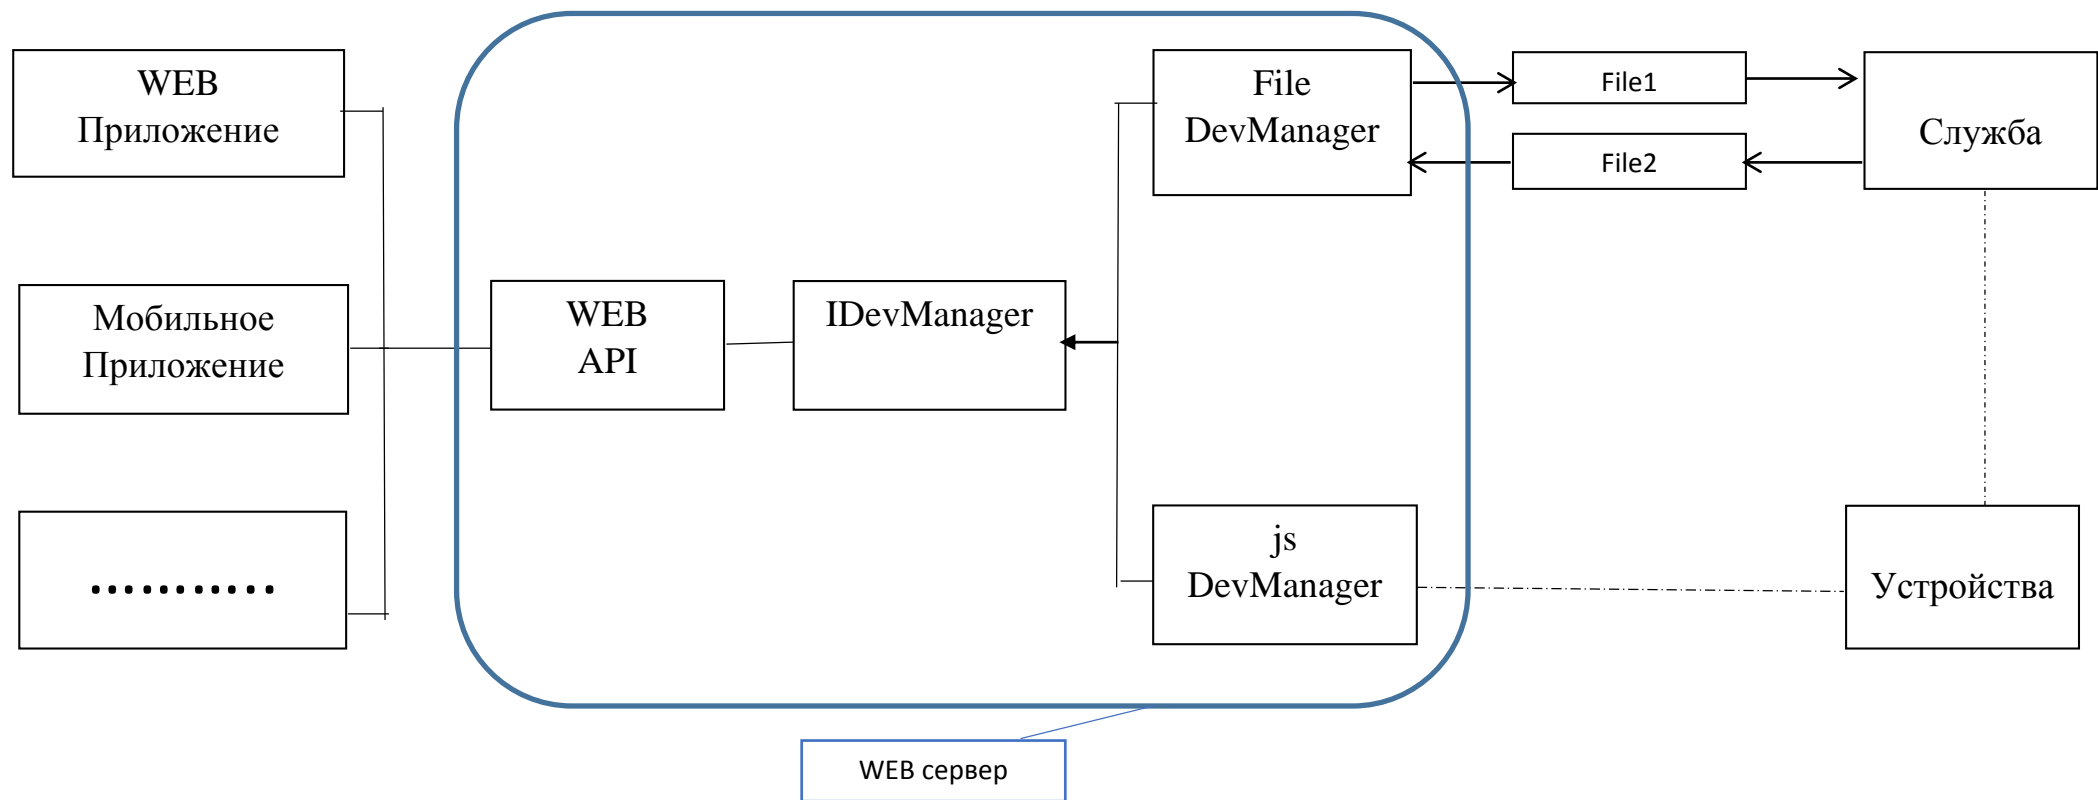 WEB
Приложение
Мобильное
Приложение
...........
WEB
API
IDevManager
File
DevManager
js
DevManager
File1
File2
Служба
Устройства
WEB сервер